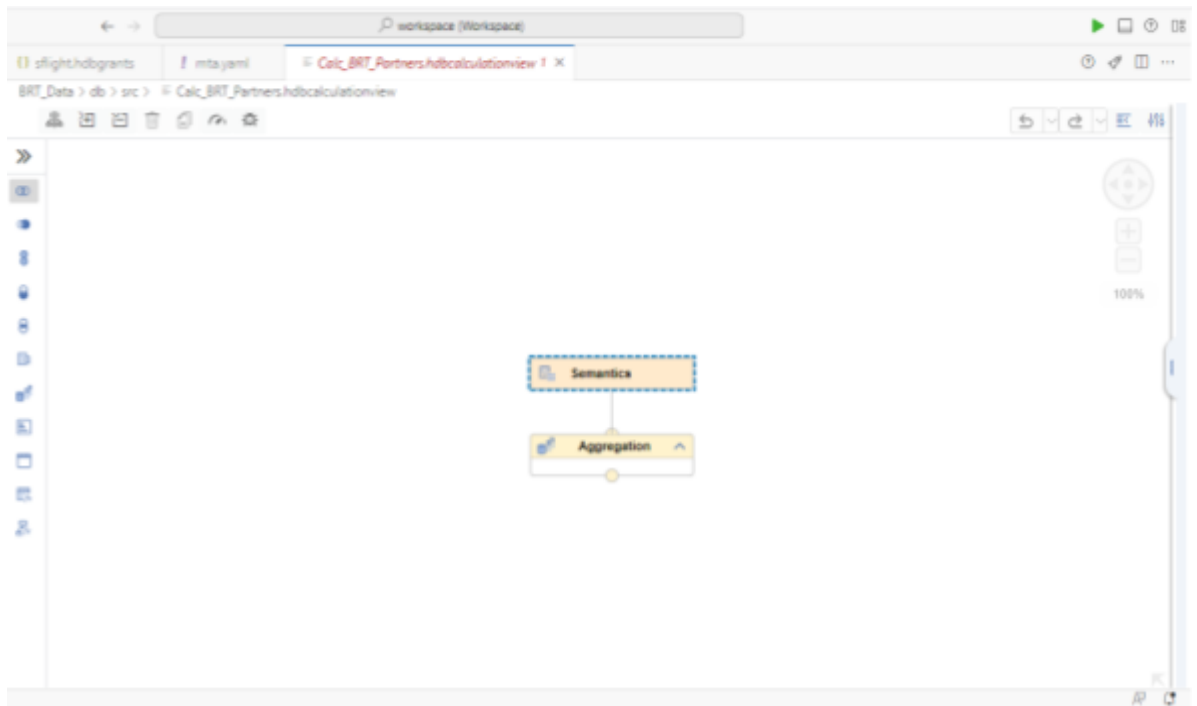 workspace (Workspace)
sflight.hdbgrants
! mta.yaml
Calc_BRT_Partners.hdbcalculationview 1
BRT_Data > db > src > Calc_BRT_Partners.hdbcalculationview
100%
Semantics
Aggregation